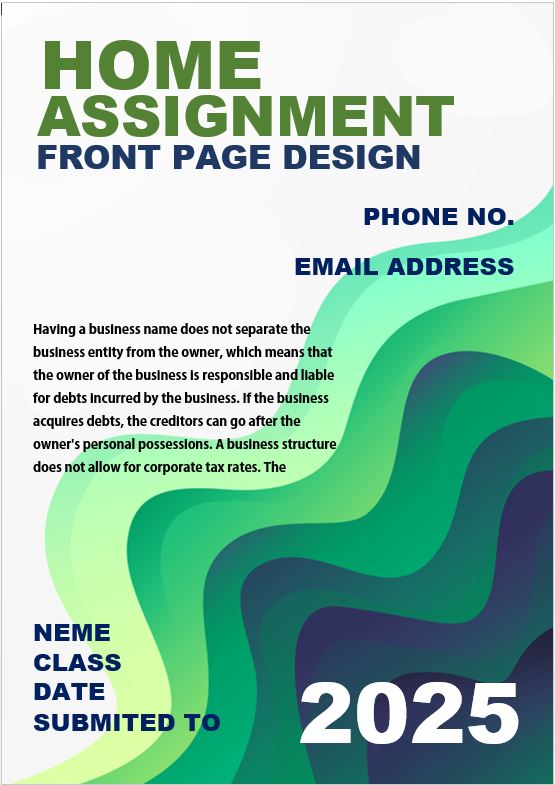 HOME
ASSIGNMENT
FRONT PAGE DESIGN
PHONE NO.
EMAIL ADDRESS
Having a business name does not separate the
business entity from the owner, which means that
the owner of the business is responsible and liable
for debts incurred by the business. If the business
acquires debts, the creditors can go after the
owner's personal possessions. A business structure
does not allow for corporate tax rates. The
NEME
CLASS
DATE
SUBMITED TO
2025